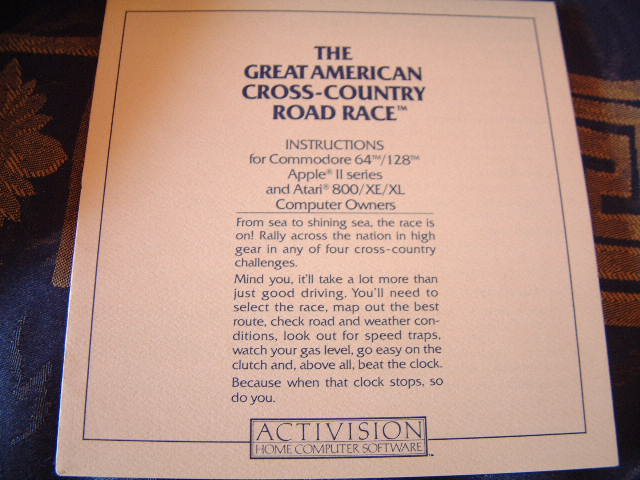 THE
GREAT AMERICAN
CROSS-COUNTRY
ROAD RACE™
INSTRUCTIONS
for Commodore 64™/128™
Apple® II series
and Atari® 800/XE/XL
Computer Owners
From sea to shining sea, the race is
on! Rally across the nation in high
gear in any of four cross-country
challenges.
Mind you, it'll take a lot more than
just good driving. You'll need to
select the race, map out the best
route, check road and weather con-
ditions, look out for speed traps,
watch your gas level, go easy on the
clutch and, above all, beat the clock.
Because when that clock stops, so
do you.
ACTIVISION
HOME COMPUTER SOFTWARE™